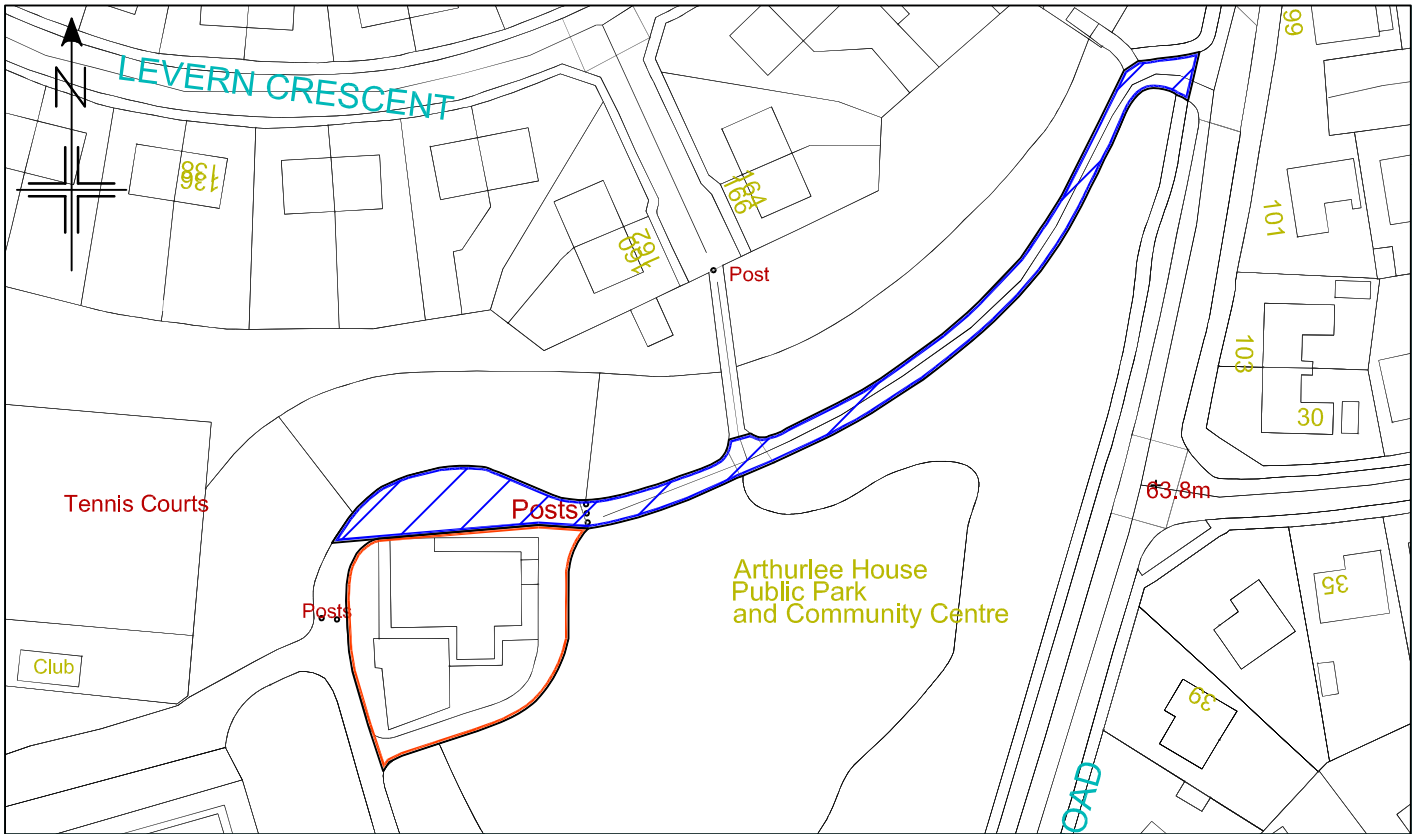 99
N
LEVERN CRESCENT
138
136
164
166
101
162
160
Post
103
30
Tennis Courts
Posts
63.8m
Arthurlee House
Public Park
and Community Centre
35
Posts
Club
39
OAD